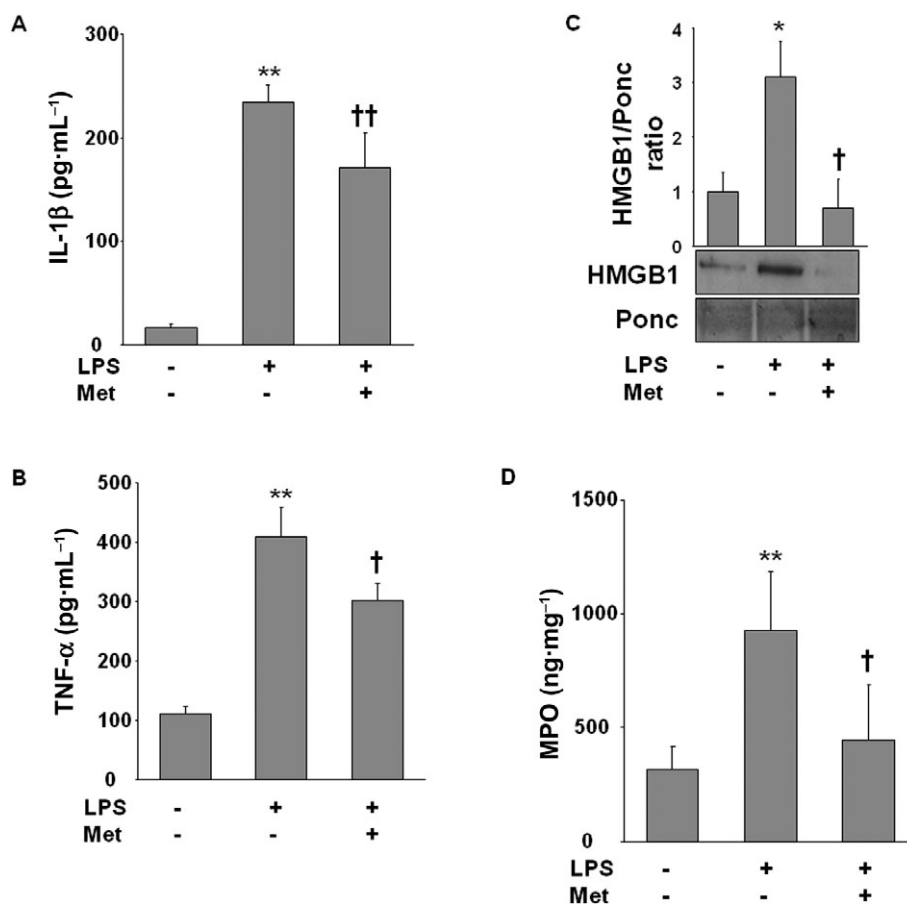 A
IL-1β (pg·mL⁻¹)
300
200
100
0
**
††
LPS - + +
Met - - +
B
TNF-α (pg·mL⁻¹)
500
400
300
200
100
0
**
†
LPS - + +
Met - - +
C
HMGB1/Ponc
ratio
4
3
2
1
0
*
†
HMGB1
Ponc
LPS - + +
Met - - +
D
MPO (ng·mg⁻¹)
1500
1000
500
0
**
†
LPS - + +
Met - - +